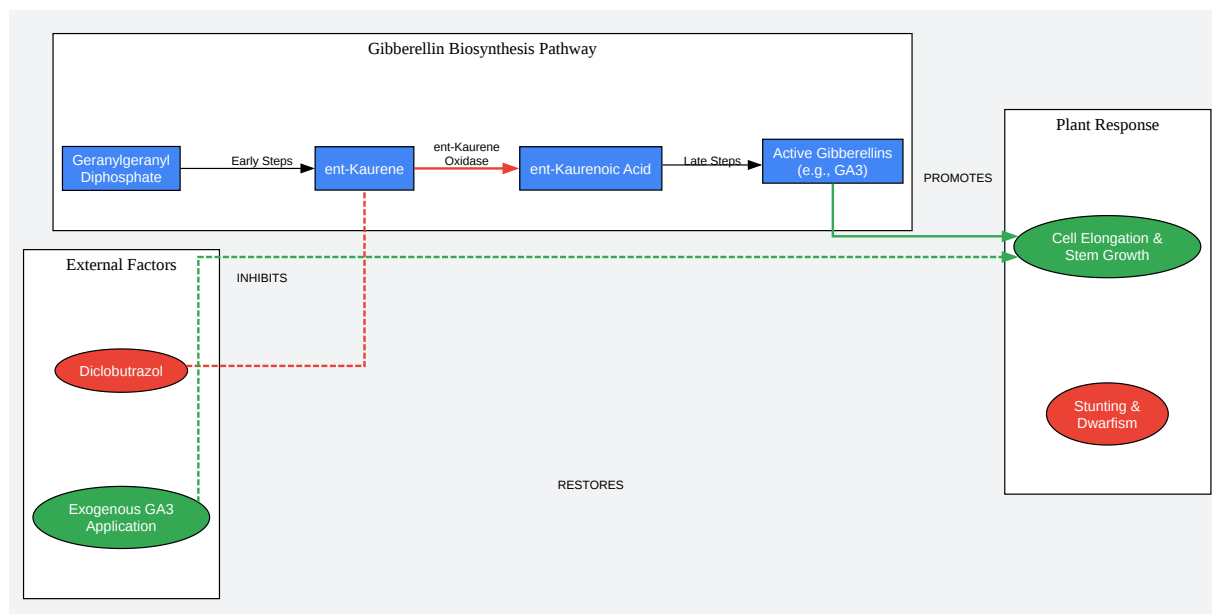 Gibberellin Biosynthesis Pathway
Geranylgeranyl
Diphosphate
Early Steps
ent-Kaurene
ent-Kaurene
Oxidase
ent-Kaurenoic Acid
Late Steps
Active Gibberellins
(e.g., GA3)
PROMOTES
Plant Response
Cell Elongation &
Stem Growth
Stunting &
Dwarfism
External Factors
INHIBITS
Diclobutrazol
Exogenous GA3
Application
RESTORES